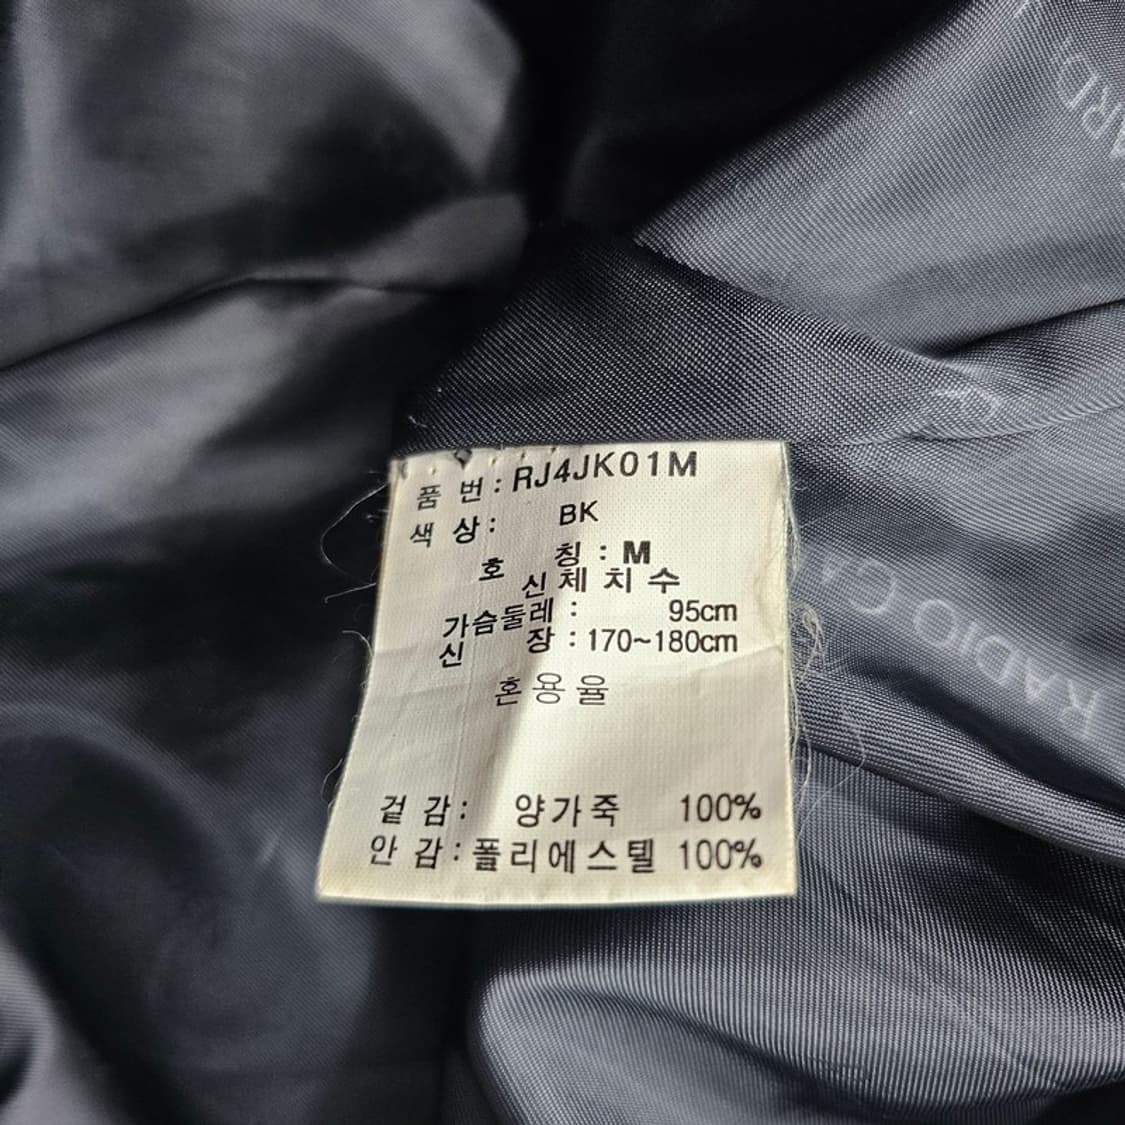 품 번 : RJ4JK01M
색 상 : BK
호 칭 : M
신체치수
가슴둘레 : 95cm
신 장 : 170~180cm
혼용율
겉 감 : 양가죽 100%
안 감 : 폴리에스텔 100%
RADIO